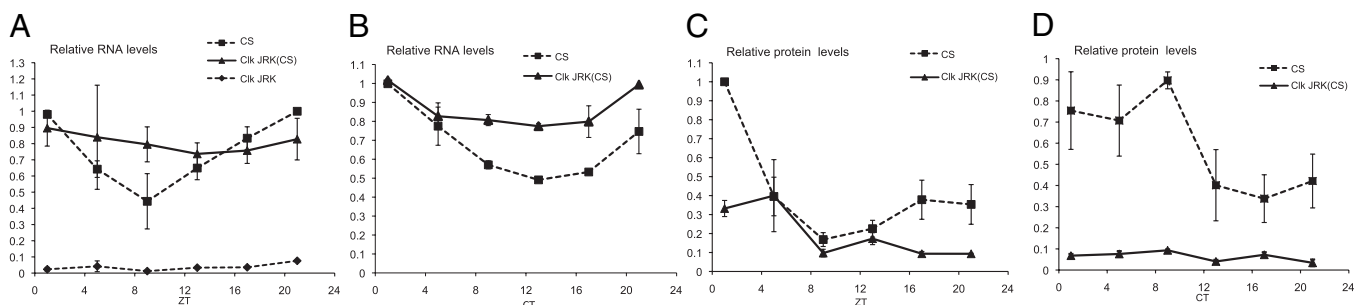 A
Relative RNA levels
CS
Clk JRK(CS)
Clk JRK
1.3
1.2
1.1
1
0.9
0.8
0.7
0.6
0.5
0.4
0.3
0.2
0.1
0
0 4 8 12 16 20 24
ZT
B
Relative RNA levels
CS
Clk JRK(CS)
1.1
1
0.9
0.8
0.7
0.6
0.5
0.4
0.3
0.2
0.1
0
0 4 8 12 16 20 24
CT
C
Relative protein levels
CS
Clk JRK(CS)
1.1
1
0.9
0.8
0.7
0.6
0.5
0.4
0.3
0.2
0.1
0
0 4 8 12 16 20 24
ZT
D
Relative protein levels
CS
Clk JRK(CS)
1
0.9
0.8
0.7
0.6
0.5
0.4
0.3
0.2
0.1
0
0 4 8 12 16 20 24
CT